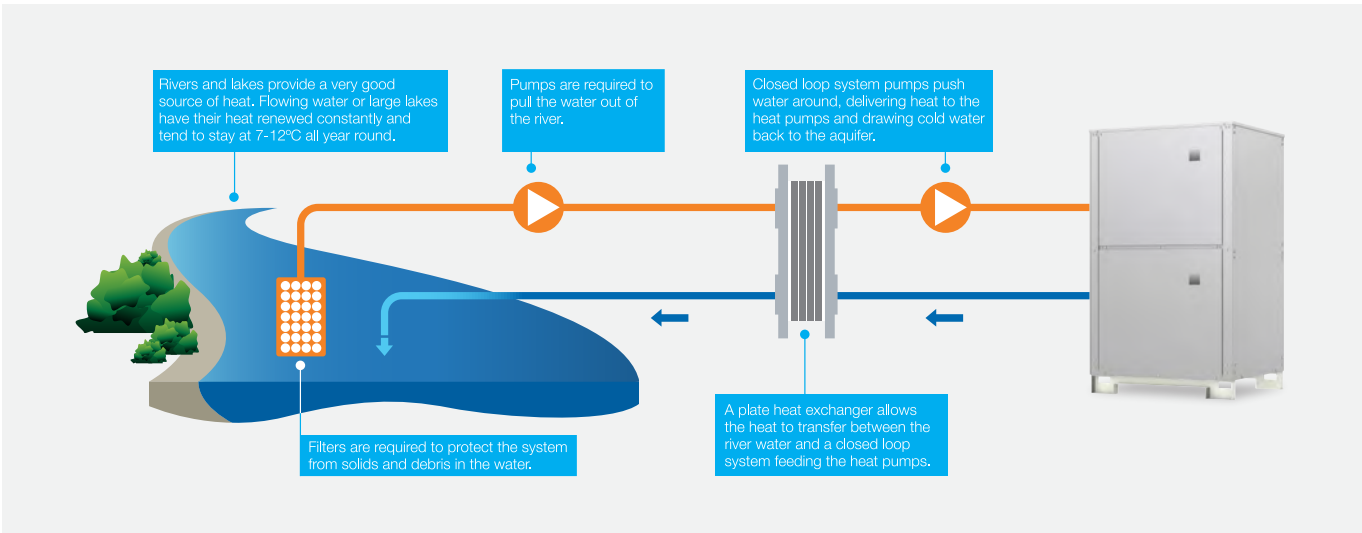 Rivers and lakes provide a very good
source of heat. Flowing water or large lakes
have their heat renewed constantly and
tend to stay at 7-12ºC all year round.
Pumps are required to
pull the water out of
the river.
Closed loop system pumps push
water around, delivering heat to the
heat pumps and drawing cold water
back to the aquifer.
Filters are required to protect the system
from solids and debris in the water.
A plate heat exchanger allows
the heat to transfer between the
river water and a closed loop
system feeding the heat pumps.